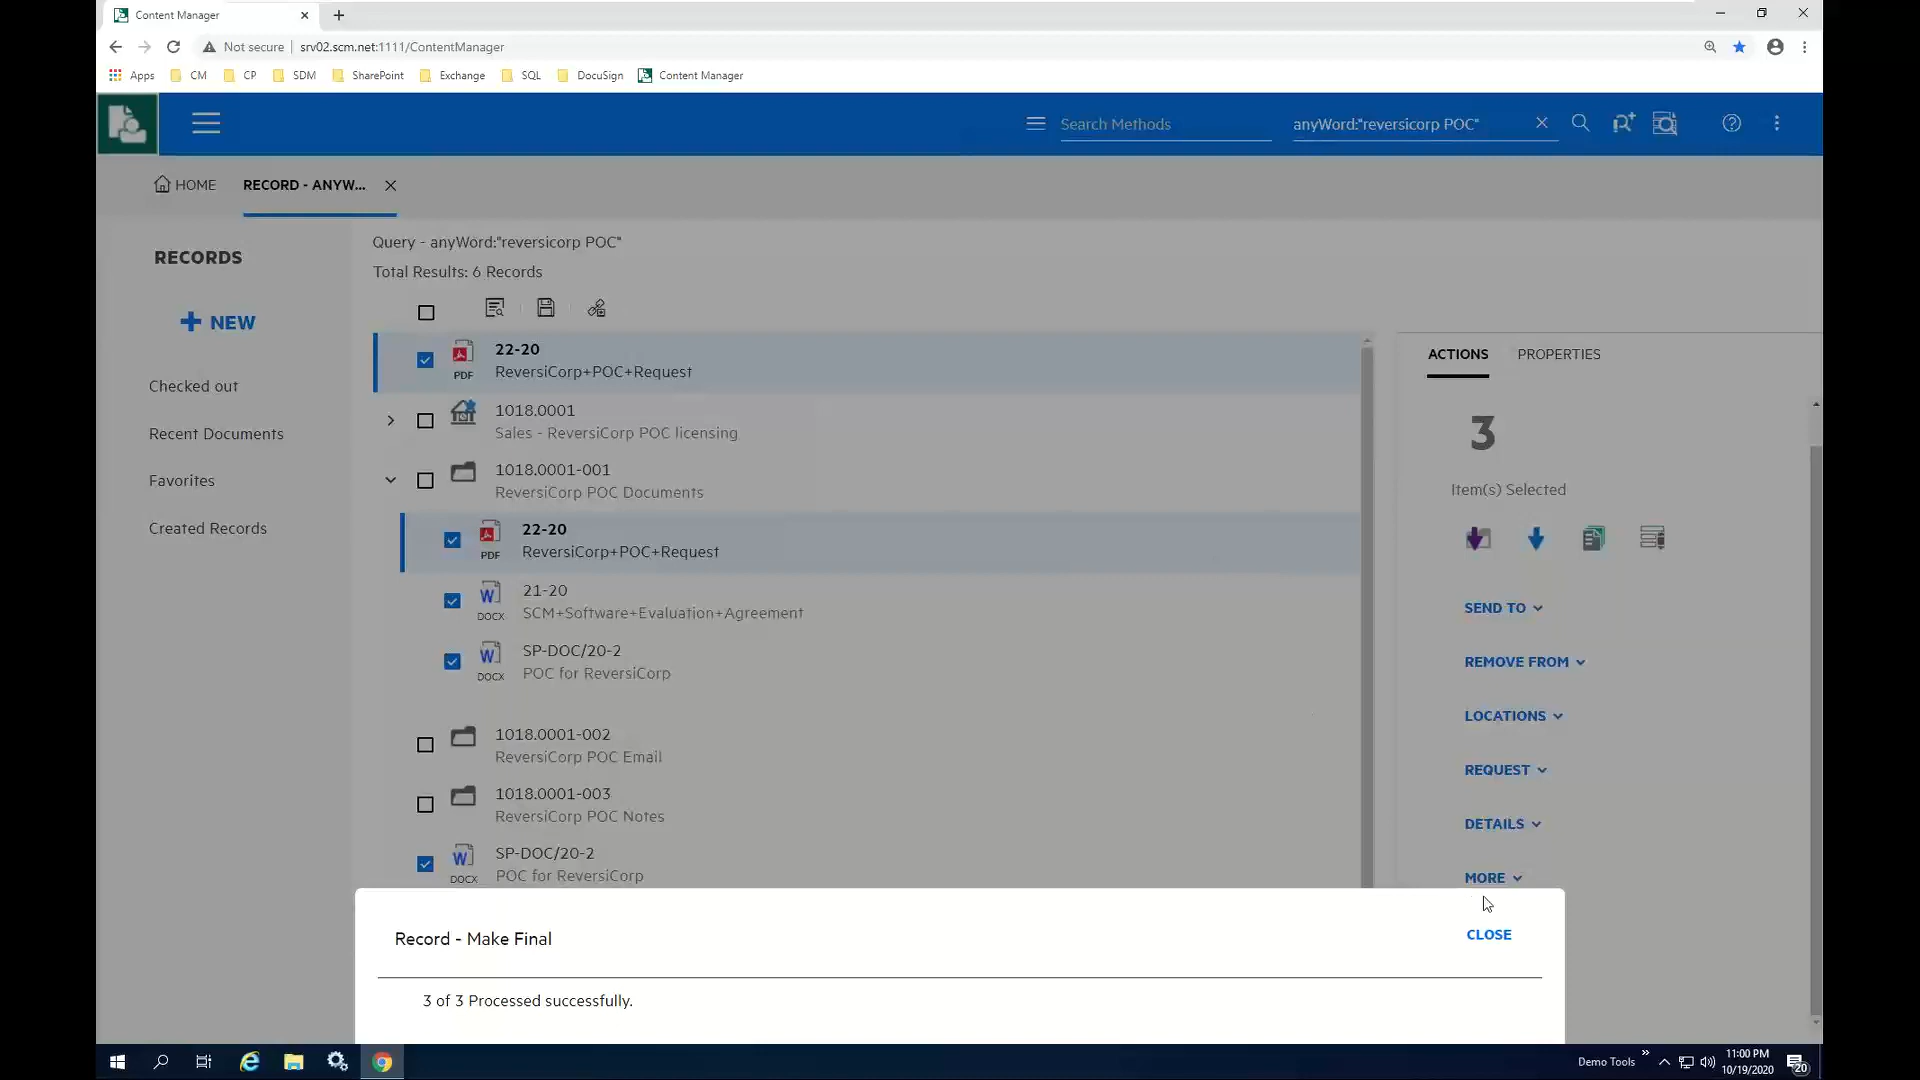 Content Manager
Not secure
srv02.scm.net:1111/ContentManager
Apps
CM
CP
SDM
SharePoint
Exchange
SQL
DocuSign
Content Manager
Search Methods
anyWord:"reversicorp POC"
HOME
RECORD - ANYW...
RECORDS
NEW
Checked out
Recent Documents
Favorites
Created Records
Query - anyWord:"reversicorp POC"
Total Results: 6 Records
22-20
PDF
ReversiCorp+POC+Request
1018.0001
Sales - ReversiCorp POC licensing
1018.0001-001
ReversiCorp POC Documents
22-20
PDF
ReversiCorp+POC+Request
21-20
DOCX
SCM+Software+Evaluation+Agreement
SP-DOC/20-2
DOCX
POC for ReversiCorp
1018.0001-002
ReversiCorp POC Email
1018.0001-003
ReversiCorp POC Notes
SP-DOC/20-2
DOCX
POC for ReversiCorp
ACTIONS
PROPERTIES
3
Item(s) Selected
SEND TO
REMOVE FROM
LOCATIONS
REQUEST
DETAILS
MORE
Record - Make Final
CLOSE
3 of 3 Processed successfully.
Demo Tools
11:00 PM
10/19/2020
20